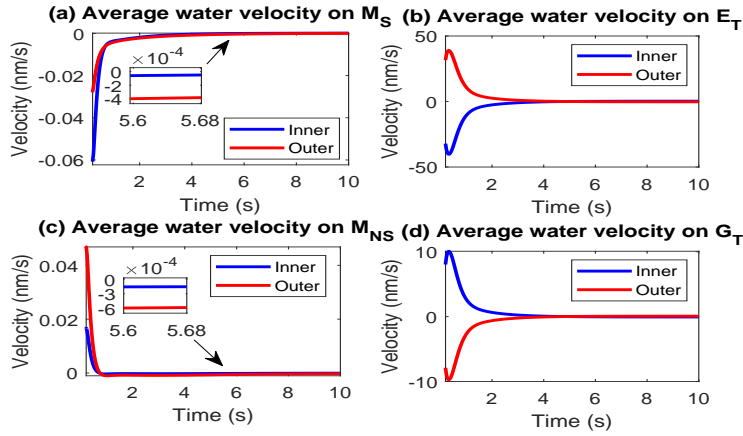 (a) Average water velocity on M_S
0
-0.02
-0.04
-0.06
Velocity (nm/s)
×10^-4
0
-2
-4
5.6 5.68
Inner
Outer
2 4 6 8 10
Time (s)
(b) Average water velocity on E_T
50
0
-50
Velocity (nm/s)
Inner
Outer
2 4 6 8 10
Time (s)
(c) Average water velocity on M_NS
0.04
0.02
0
Velocity (nm/s)
×10^-4
0
-3
-6
5.6 5.68
Inner
Outer
2 4 6 8 10
Time (s)
(d) Average water velocity on G_T
10
0
-10
Velocity (nm/s)
Inner
Outer
2 4 6 8 10
Time (s)